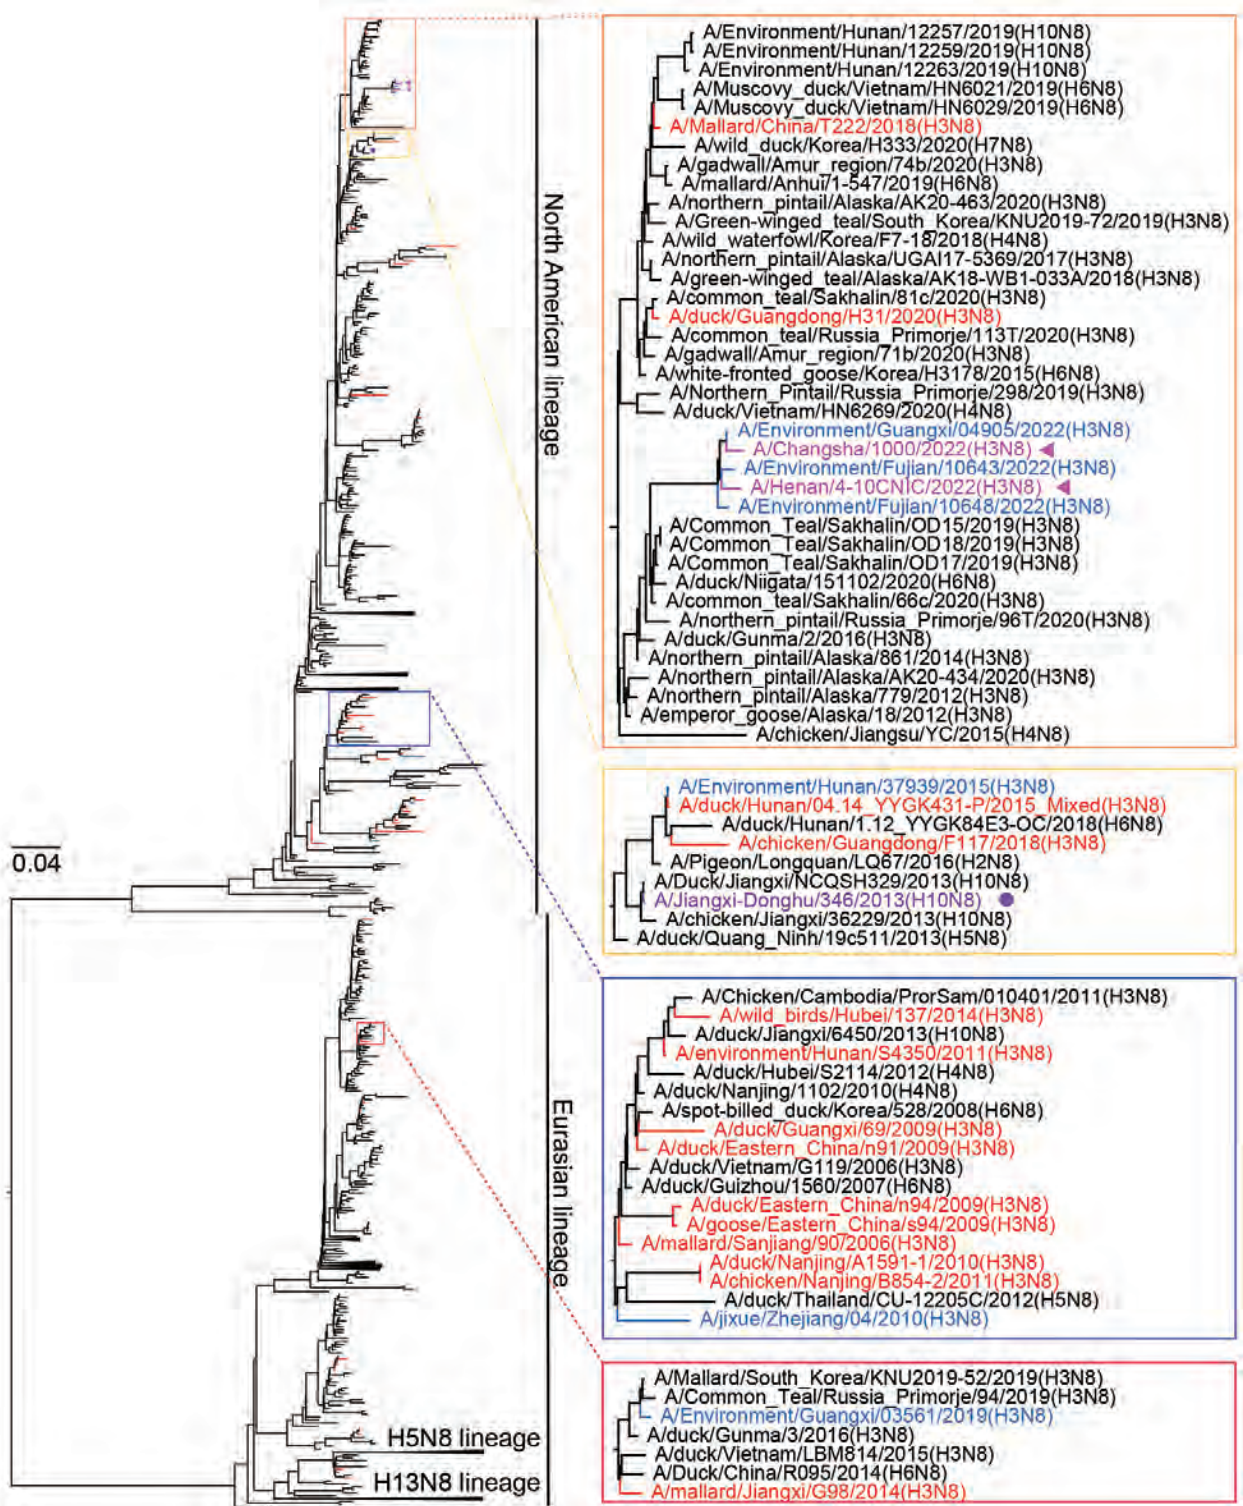 North American lineage
0.04
Eurasian lineage
H5N8 lineage
H13N8 lineage
A/Environment/Hunan/12257/2019(H10N8)
A/Environment/Hunan/12259/2019(H10N8)
A/Environment/Hunan/12263/2019(H10N8)
A/Muscovy_duck/Vietnam/HN6021/2019(H6N8)
A/Muscovy_duck/Vietnam/HN6029/2019(H6N8)
A/Mallard/China/T222/2018(H3N8)
A/wild_duck/Korea/H333/2020(H7N8)
A/gadwall/Amur_region/74b/2020(H3N8)
A/mallard/Anhui/1-547/2019(H6N8)
A/northern_pintail/Alaska/AK20-463/2020(H3N8)
A/Green-winged_teal/South_Korea/KNU2019-72/2019(H3N8)
A/wild_waterfowl/Korea/F7-18/2018(H4N8)
A/northern_pintail/Alaska/UGAI17-5369/2017(H3N8)
A/green-winged_teal/Alaska/AK18-WB1-033A/2018(H3N8)
A/common_teal/Sakhalin/81c/2020(H3N8)
A/duck/Guangdong/H31/2020(H3N8)
A/common_teal/Russia_Primorje/113T/2020(H3N8)
A/gadwall/Amur_region/71b/2020(H3N8)
A/white-fronted_goose/Korea/H3178/2015(H6N8)
A/Northern_Pintail/Russia_Primorje/298/2019(H3N8)
A/duck/Vietnam/HN6269/2020(H4N8)
A/Environment/Guangxi/04905/2022(H3N8)
A/Changsha/1000/2022(H3N8)
A/Environment/Fujian/10643/2022(H3N8)
A/Henan/4-10CNIC/2022(H3N8)
A/Environment/Fujian/10648/2022(H3N8)
A/Common_Teal/Sakhalin/OD15/2019(H3N8)
A/Common_Teal/Sakhalin/OD18/2019(H3N8)
A/Common_Teal/Sakhalin/OD17/2019(H3N8)
A/duck/Niigata/151102/2020(H6N8)
A/common_teal/Sakhalin/66c/2020(H3N8)
A/northern_pintail/Russia_Primorje/96T/2020(H3N8)
A/duck/Gunma/2/2016(H3N8)
A/northern_pintail/Alaska/861/2014(H3N8)
A/northern_pintail/Alaska/AK20-434/2020(H3N8)
A/northern_pintail/Alaska/779/2012(H3N8)
A/emperor_goose/Alaska/18/2012(H3N8)
A/chicken/Jiangsu/YC/2015(H4N8)
A/Environment/Hunan/37939/2015(H3N8)
A/duck/Hunan/04.14_YYGK431-P/2015_Mixed(H3N8)
A/duck/Hunan/1.12_YYGK84E3-OC/2018(H6N8)
A/chicken/Guangdong/F117/2018(H3N8)
A/Pigeon/Longquan/LQ67/2016(H2N8)
A/Duck/Jiangxi/NCQSH329/2013(H10N8)
A/Jiangxi-Donghu/346/2013(H10N8)
A/chicken/Jiangxi/36229/2013(H10N8)
A/duck/Quang_Ninh/19c511/2013(H5N8)
A/Chicken/Cambodia/ProrSam/010401/2011(H3N8)
A/wild_birds/Hubei/137/2014(H3N8)
A/duck/Jiangxi/6450/2013(H10N8)
A/environment/Hunan/S4350/2011(H3N8)
A/duck/Hubei/S2114/2012(H4N8)
A/duck/Nanjing/1102/2010(H4N8)
A/spot-billed_duck/Korea/528/2008(H6N8)
A/duck/Guangxi/69/2009(H3N8)
A/duck/Eastern_China/n91/2009(H3N8)
A/duck/Vietnam/G119/2006(H3N8)
A/duck/Guizhou/1560/2007(H6N8)
A/duck/Eastern_China/n94/2009(H3N8)
A/goose/Eastern_China/s94/2009(H3N8)
A/mallard/Sanjiang/90/2006(H3N8)
A/duck/Nanjing/A1591-1/2010(H3N8)
A/chicken/Nanjing/B854-2/2011(H3N8)
A/duck/Thailand/CU-12205C/2012(H5N8)
A/jixue/Zhejiang/04/2010(H3N8)
A/Mallard/South_Korea/KNU2019-52/2019(H3N8)
A/Common_Teal/Russia_Primorje/94/2019(H3N8)
A/Environment/Guangxi/03561/2019(H3N8)
A/duck/Gunma/3/2016(H3N8)
A/duck/Vietnam/LBM814/2015(H3N8)
A/Duck/China/R095/2014(H6N8)
A/mallard/Jiangxi/G98/2014(H3N8)